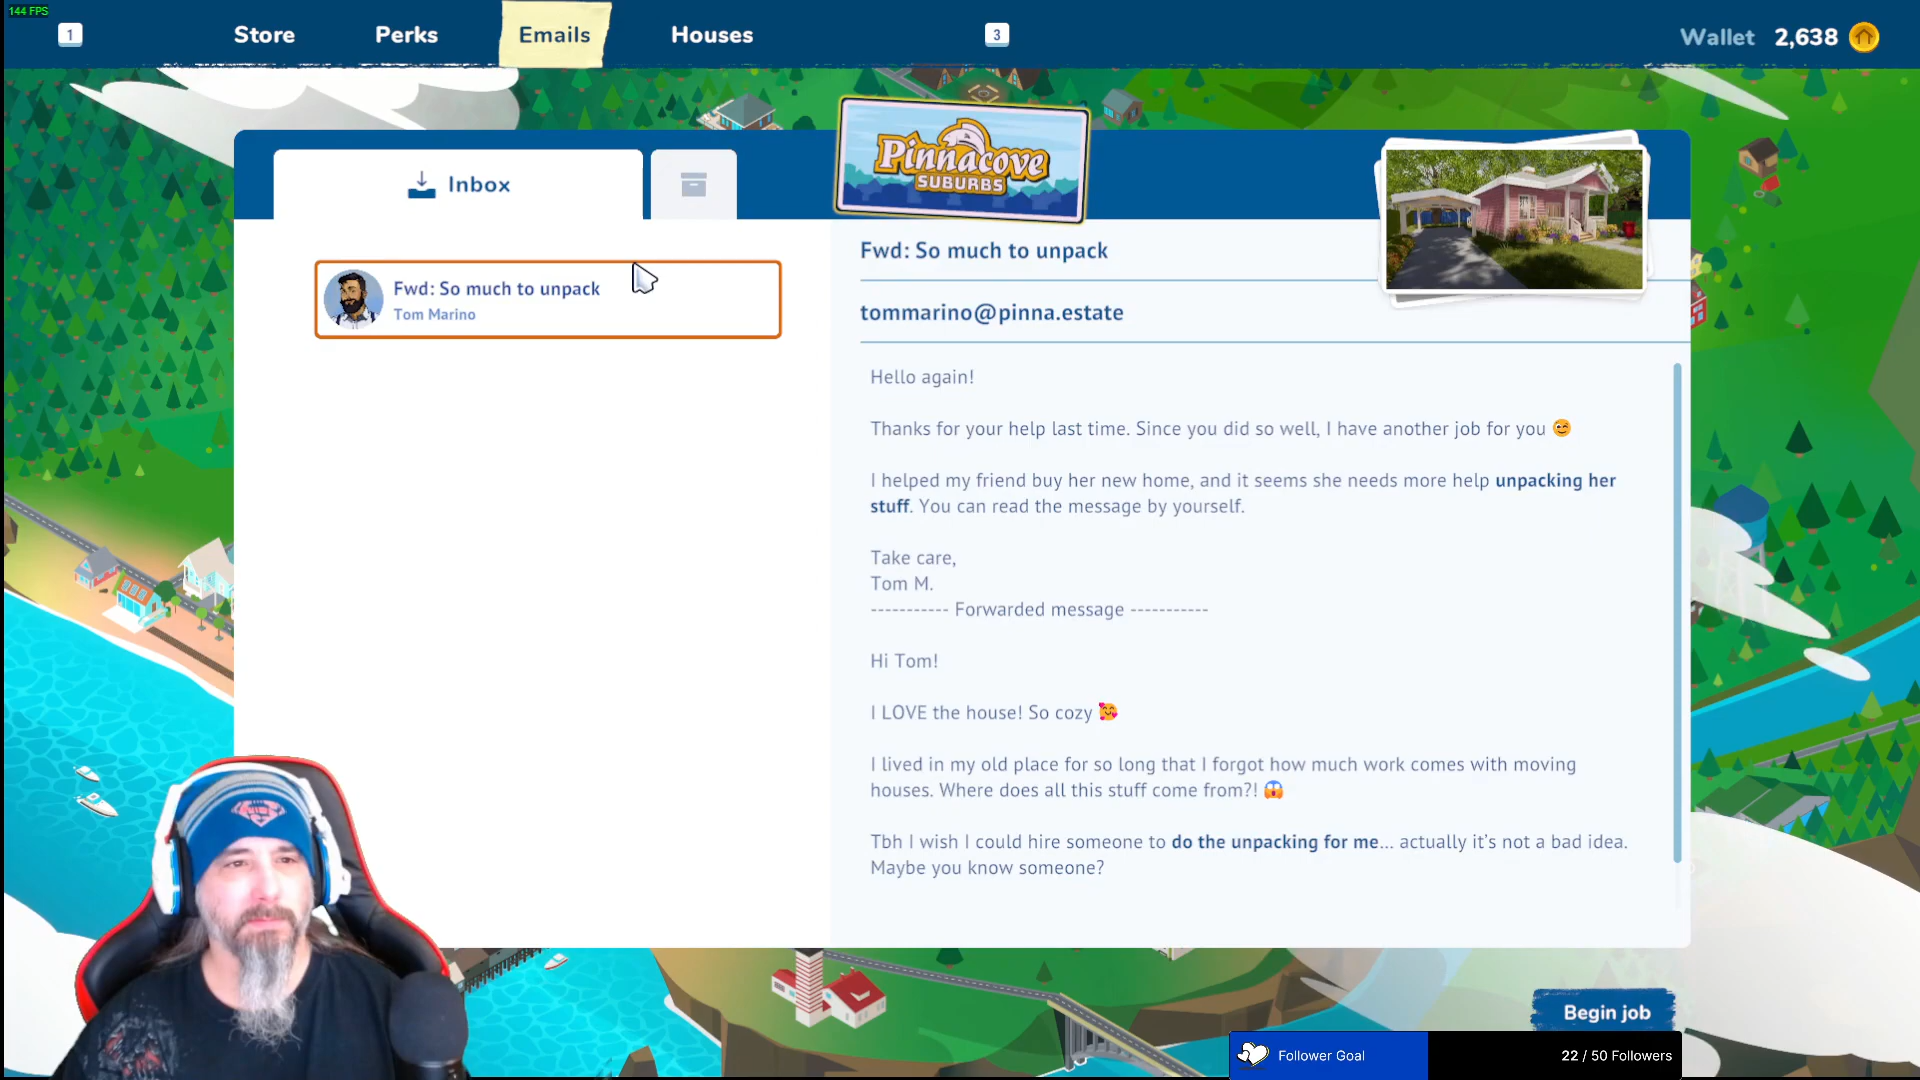 144 FPS
1
Store
Perks
Emails
Houses
3
Wallet 2,638
Pinnacove
SUBURBS
Inbox
Fwd: So much to unpack
Tom Marino
Fwd: So much to unpack
tommarino@pinna.estate
Hello again!
Thanks for your help last time. Since you did so well, I have another job for you 😊
I helped my friend buy her new home, and it seems she needs more help unpacking her
stuff. You can read the message by yourself.
Take care,
Tom M.
----------- Forwarded message -----------
Hi Tom!
I LOVE the house! So cozy 🥰
I lived in my old place for so long that I forgot how much work comes with moving
houses. Where does all this stuff come from?! 😱
Tbh I wish I could hire someone to do the unpacking for me... actually it's not a bad idea.
Maybe you know someone?
Begin job
Follower Goal
22 / 50 Followers